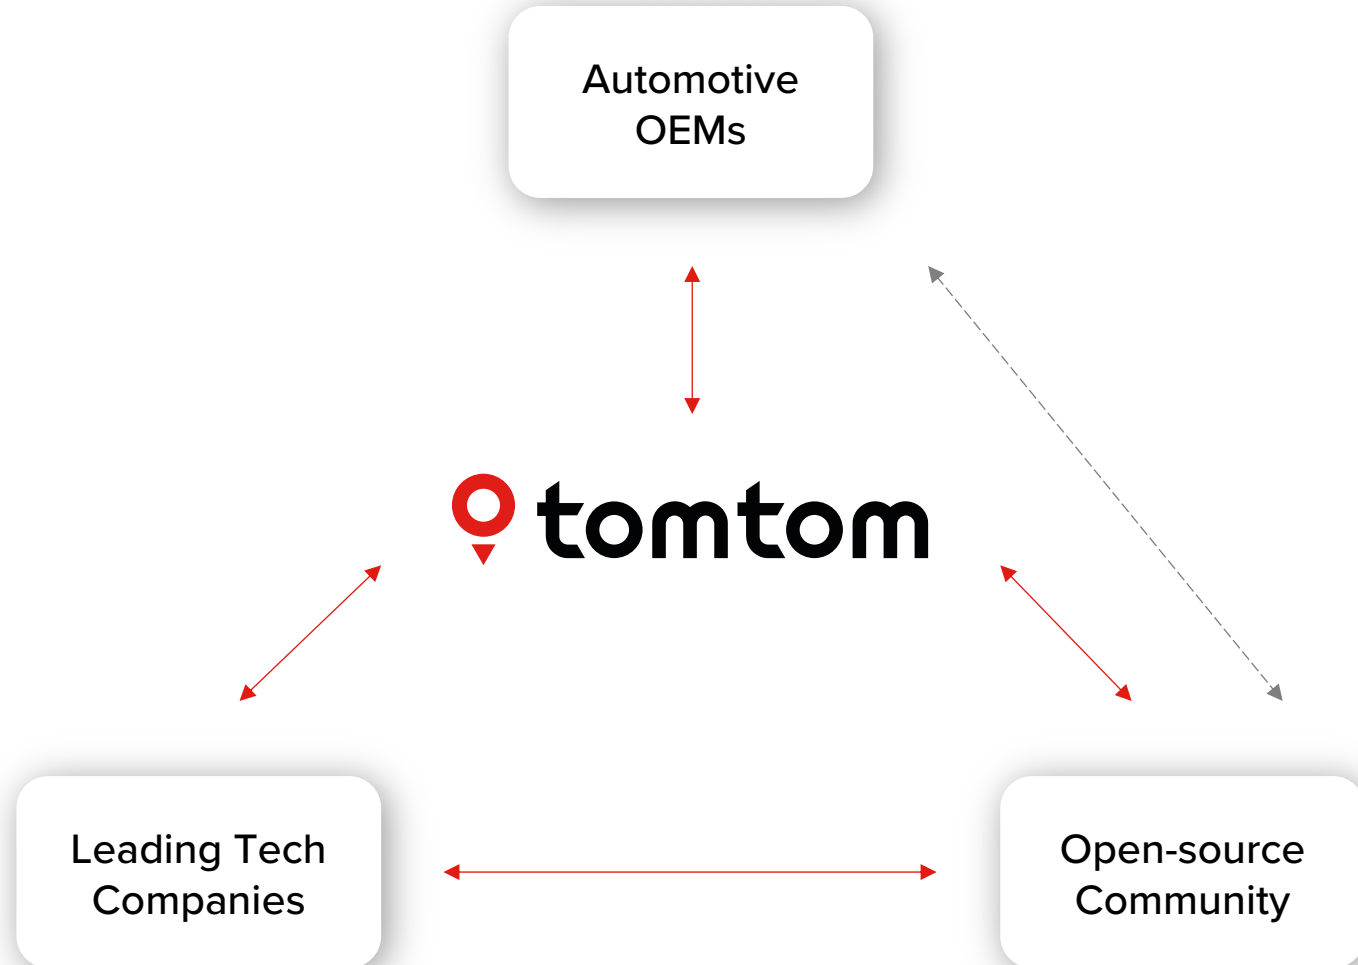 Automotive
OEMs
tomtom
Leading Tech
Companies
Open-source
Community